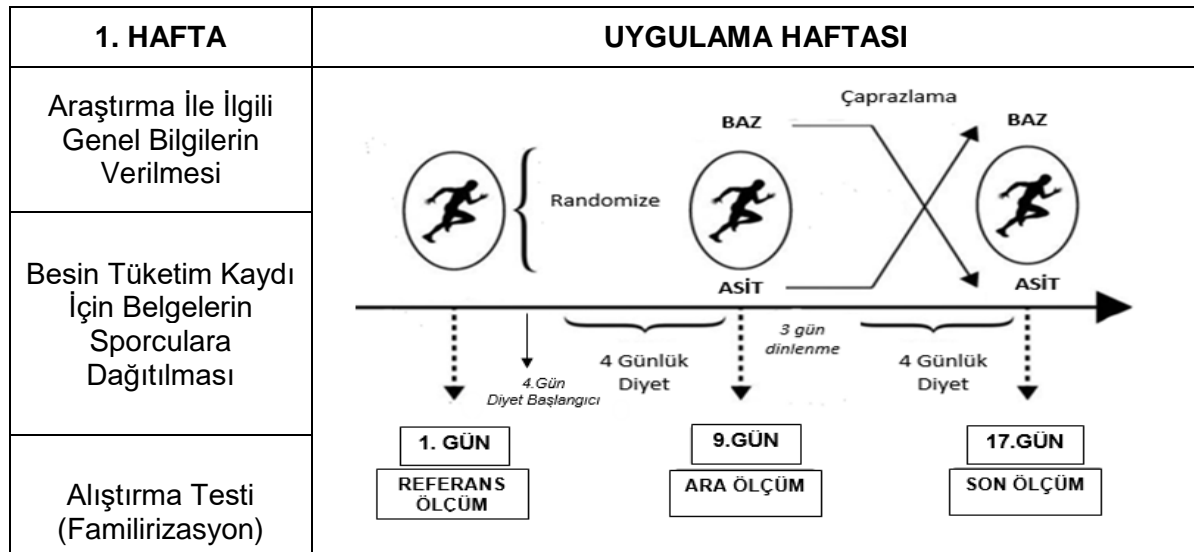 1. HAFTA
UYGULAMA HAFTASI
Araştırma İle İlgili
Genel Bilgilerin
Verilmesi
Besin Tüketim Kaydı
İçin Belgelerin
Sporculara
Dağıtılması
Alıştırma Testi
(Familirizasyon)
Çaprazlama
BAZ
BAZ
Randomize
ASİT
ASİT
4.Gün
Diyet Başlangıcı
4 Günlük
Diyet
3 gün
dinlenme
4 Günlük
Diyet
1. GÜN
REFERANS
ÖLÇÜM
9.GÜN
ARA ÖLÇÜM
17.GÜN
SON ÖLÇÜM